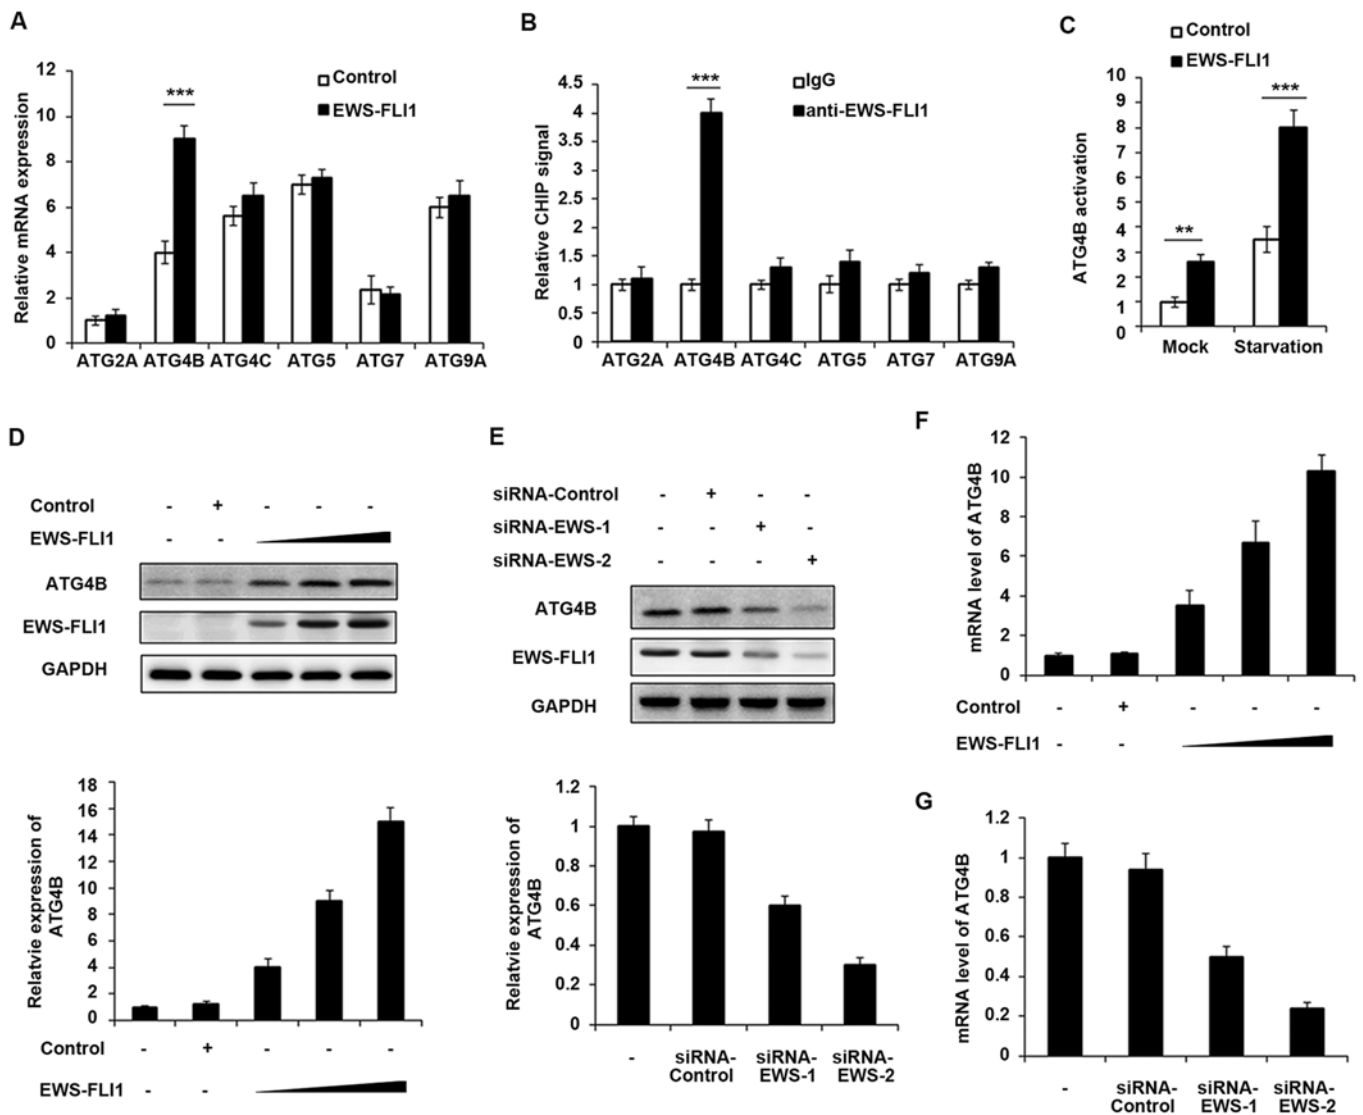 A
12
10
8
6
4
2
0
Relative mRNA expression
***
Control
EWS-FLI1
ATG2A ATG4B ATG4C ATG5 ATG7 ATG9A
B
4.5
4
3.5
3
2.5
2
1.5
1
0.5
0
Relative CHIP signal
***
IgG
anti-EWS-FLI1
ATG2A ATG4B ATG4C ATG5 ATG7 ATG9A
C
Control
EWS-FLI1
10
9
8
7
6
5
4
3
2
1
0
ATG4B activation
**
***
Mock Starvation
D
Control - + - - -
EWS-FLI1 - -
ATG4B
EWS-FLI1
GAPDH
18
16
14
12
10
8
6
4
2
0
Relatvie expression of
ATG4B
Control - + - - -
EWS-FLI1 - -
E
siRNA-Control - + - -
siRNA-EWS-1 - - + -
siRNA-EWS-2 - - - +
ATG4B
EWS-FLI1
GAPDH
1.2
1
0.8
0.6
0.4
0.2
0
Relatvie expression of
ATG4B
- siRNA- siRNA- siRNA-
Control EWS-1 EWS-2
F
12
10
8
6
4
2
0
mRNA level of ATG4B
Control - + - - -
EWS-FLI1 - -
G
1.2
1
0.8
0.6
0.4
0.2
0
mRNA level of ATG4B
- siRNA- siRNA- siRNA-
Control EWS-1 EWS-2